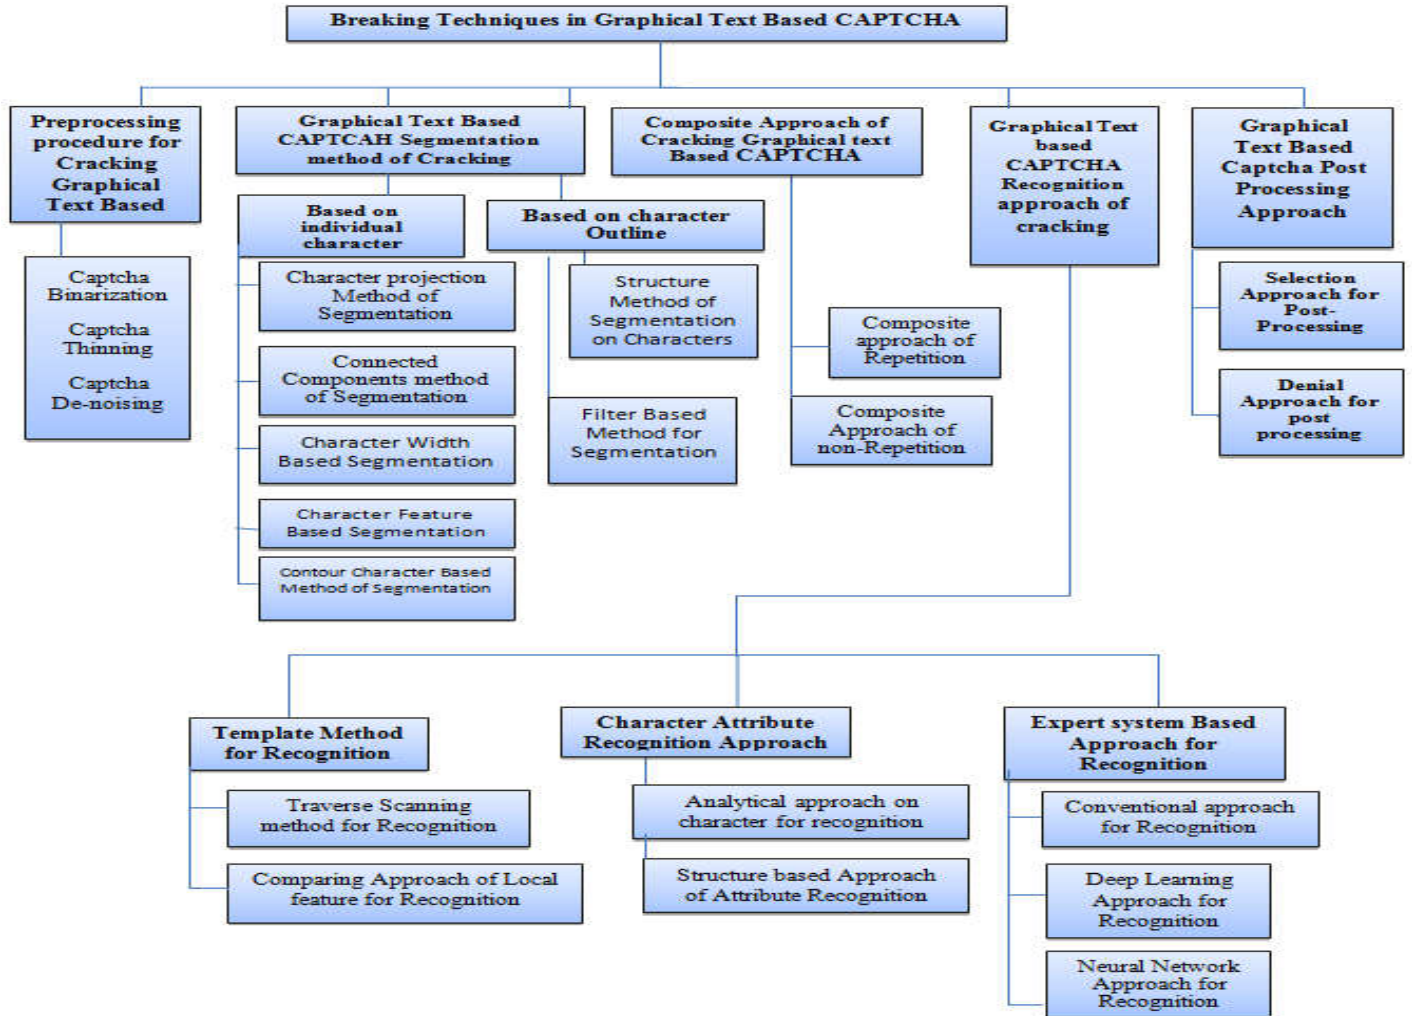 Breaking Techniques in Graphical Text Based CAPTCHA
Preprocessing
procedure for
Cracking
Graphical
Text Based
Captcha
Binarization
Captcha
Thinning
Captcha
De-noising
Graphical Text Based
CAPTCAH Segmentation
method of Cracking
Based on
individual
character
Character projection
Method of
Segmentation
Connected
Components method
of Segmentation
Character Width
Based Segmentation
Character Feature
Based Segmentation
Contour Character Based
Method of Segmentation
Based on character
Outline
Structure
Method of
Segmentation
on Characters
Filter Based
Method for
Segmentation
Composite Approach of
Cracking Graphical text
Based CAPTCHA
Composite
approach of
Repetition
Composite
Approach of
non-Repetition
Graphical Text
based
CAPTCHA
Recognition
approach of
cracking
Graphical
Text Based
Captcha Post
Processing
Approach
Selection
Approach for
Post-
Processing
Denial
Approach for
post
processing
Template Method
for Recognition
Traverse Scanning
method for Recognition
Comparing Approach of Local
feature for Recognition
Character Attribute
Recognition Approach
Analytical approach on
character for recognition
Structure based Approach
of Attribute Recognition
Expert system Based
Approach for
Recognition
Conventional approach
for Recognition
Deep Learning
Approach for
Recognition
Neural Network
Approach for
Recognition